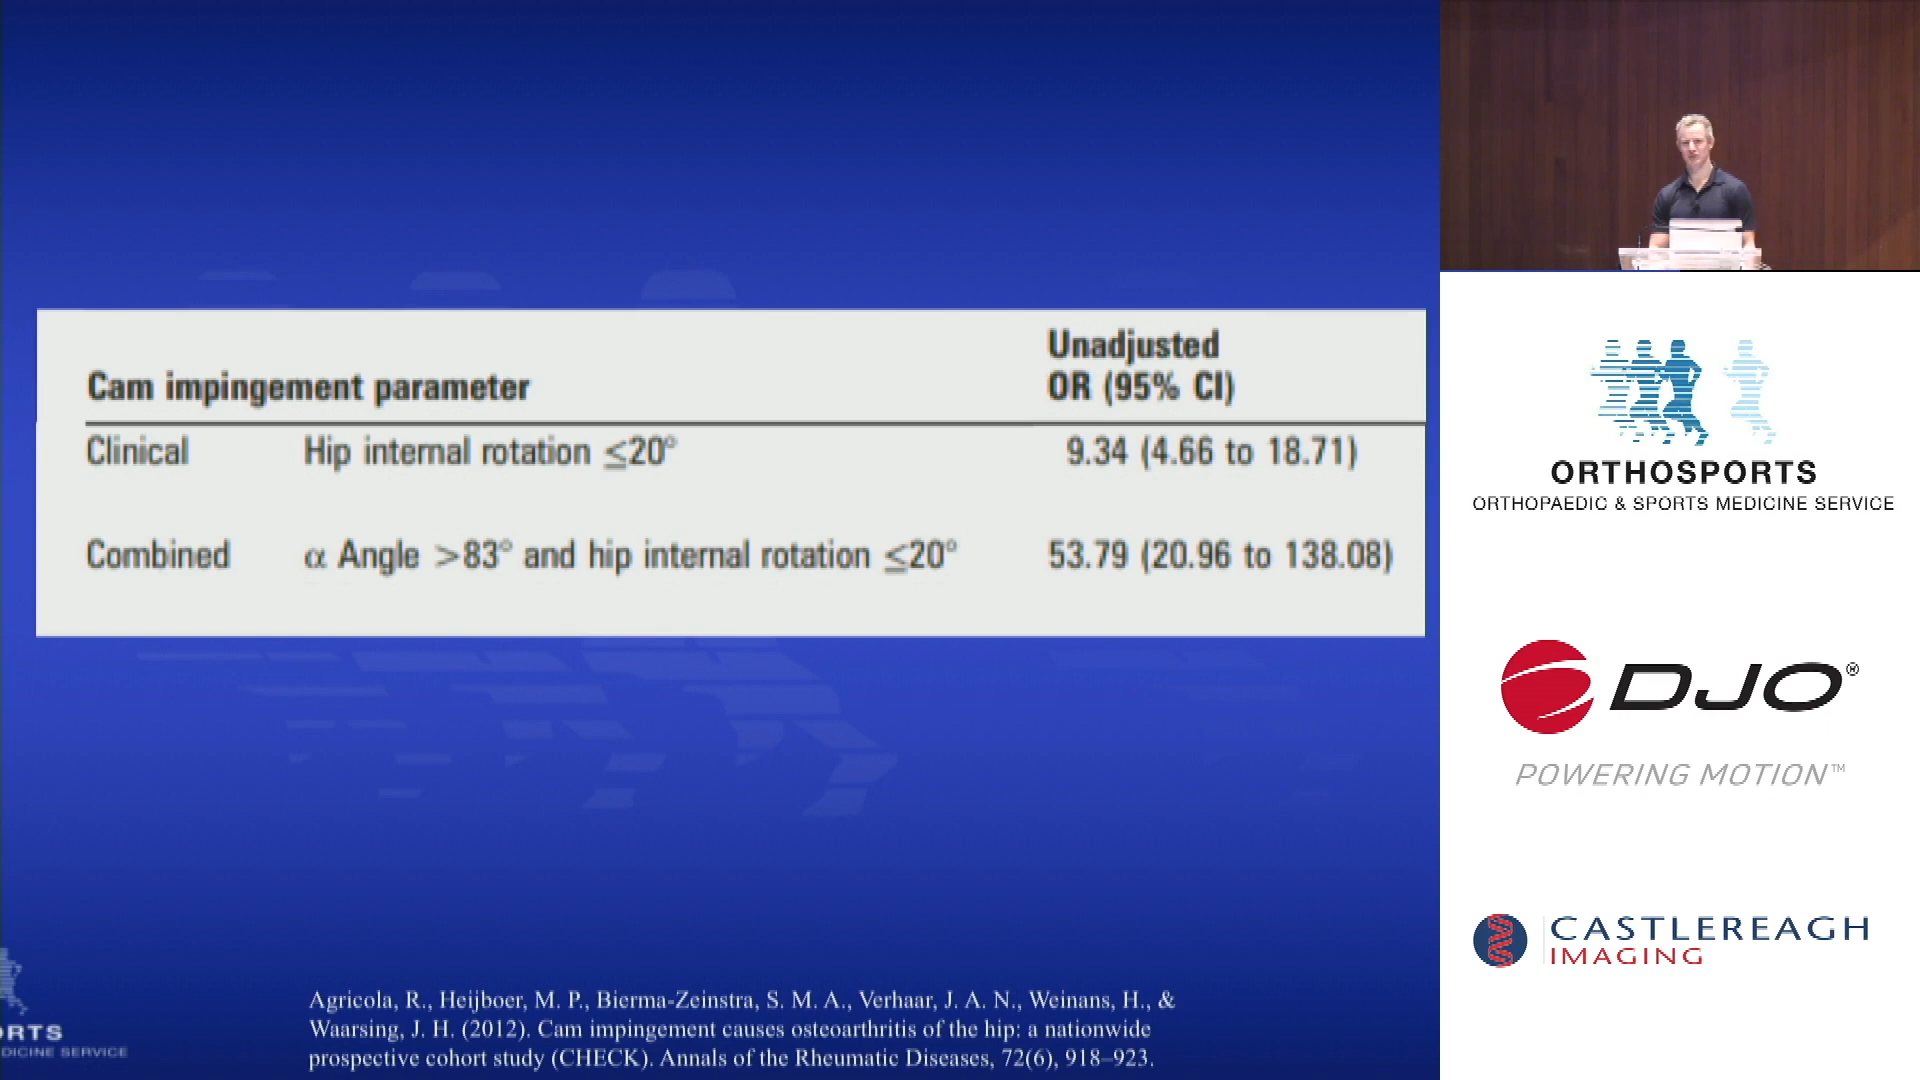 Unadjusted
Cam impingement parameter OR (95% CI)
Clinical Hip internal rotation ≤20° 9.34 (4.66 to 18.71)
Combined α Angle >83° and hip internal rotation ≤20° 53.79 (20.96 to 138.08)
Agricola, R., Heijboer, M. P., Bierma-Zeinstra, S. M. A., Verhaar, J. A. N., Weinans, H., &
Waarsing, J. H. (2012). Cam impingement causes osteoarthritis of the hip: a nationwide
prospective cohort study (CHECK). Annals of the Rheumatic Diseases, 72(6), 918–923.
ORTS
DICINE SERVICE
ORTHOSPORTS
ORTHOPAEDIC & SPORTS MEDICINE SERVICE
DJO®
POWERING MOTION™
CASTLEREAGH
IMAGING